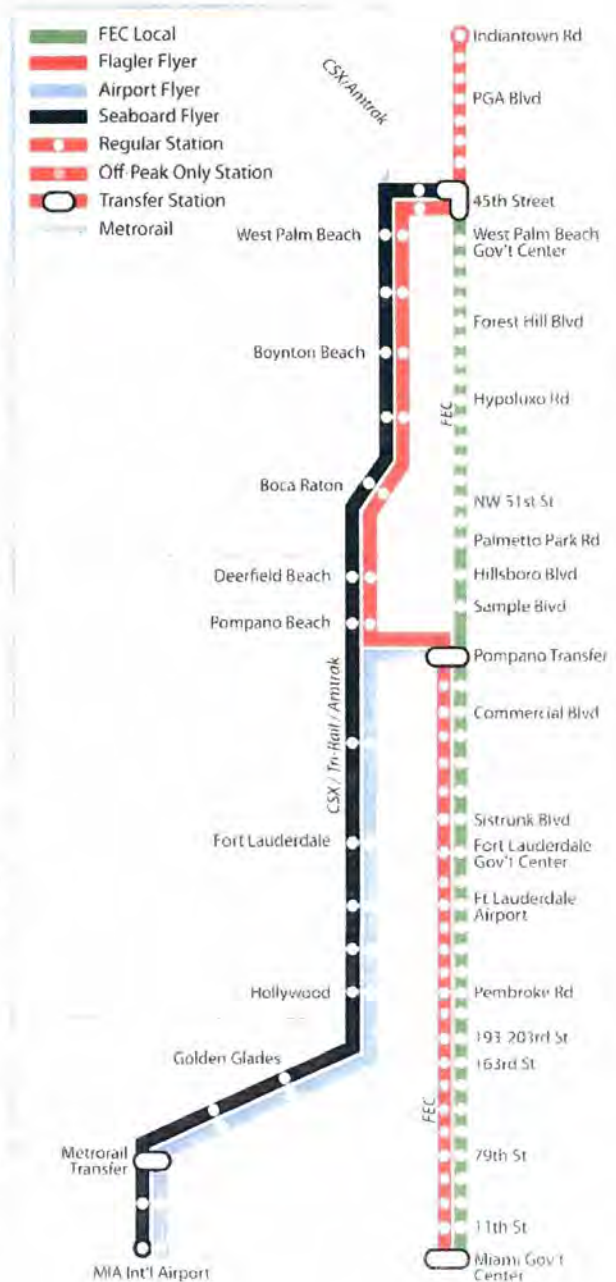 FEC Local
Flagler Flyer
Airport Flyer
Seaboard Flyer
Regular Station
Off-Peak Only Station
Transfer Station
Metrorail
CSX/Amtrak
Indiantown Rd
PGA Blvd
45th Street
West Palm Beach
West Palm Beach
Gov't Center
Forest Hill Blvd
Boynton Beach
Hypoluxo Rd
FEC
Boca Raton
NW 51st St
Palmetto Park Rd
Deerfield Beach
Hillsboro Blvd
Sample Blvd
Pompano Beach
Pompano Transfer
CSX / Tri-Rail / Amtrak
Commercial Blvd
Sistrunk Blvd
Fort Lauderdale
Fort Lauderdale
Gov't Center
Ft Lauderdale
Airport
Hollywood
Pembroke Rd
193-203rd St
Golden Glades
163rd St
FEC
Metrorail
Transfer
79th St
11th St
MIA Int'l Airport
Miami Gov't
Center